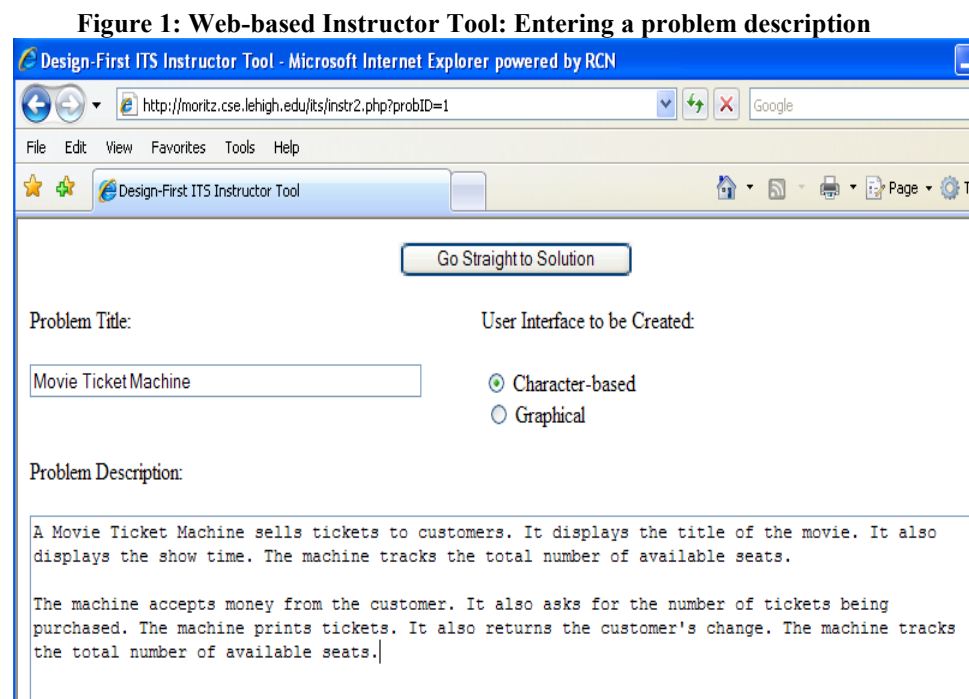 Figure 1: Web-based Instructor Tool: Entering a problem description
Design-First ITS Instructor Tool - Microsoft Internet Explorer powered by RCN
http://moritz.cse.lehigh.edu/its/instr2.php?probID=1
Google
File Edit View Favorites Tools Help
Design-First ITS Instructor Tool
Page
T
Go Straight to Solution
Problem Title:
User Interface to be Created:
Movie Ticket Machine
Character-based
Graphical
Problem Description:
A Movie Ticket Machine sells tickets to customers. It displays the title of the movie. It also
displays the show time. The machine tracks the total number of available seats.
The machine accepts money from the customer. It also asks for the number of tickets being
purchased. The machine prints tickets. It also returns the customer's change. The machine tracks
the total number of available seats.